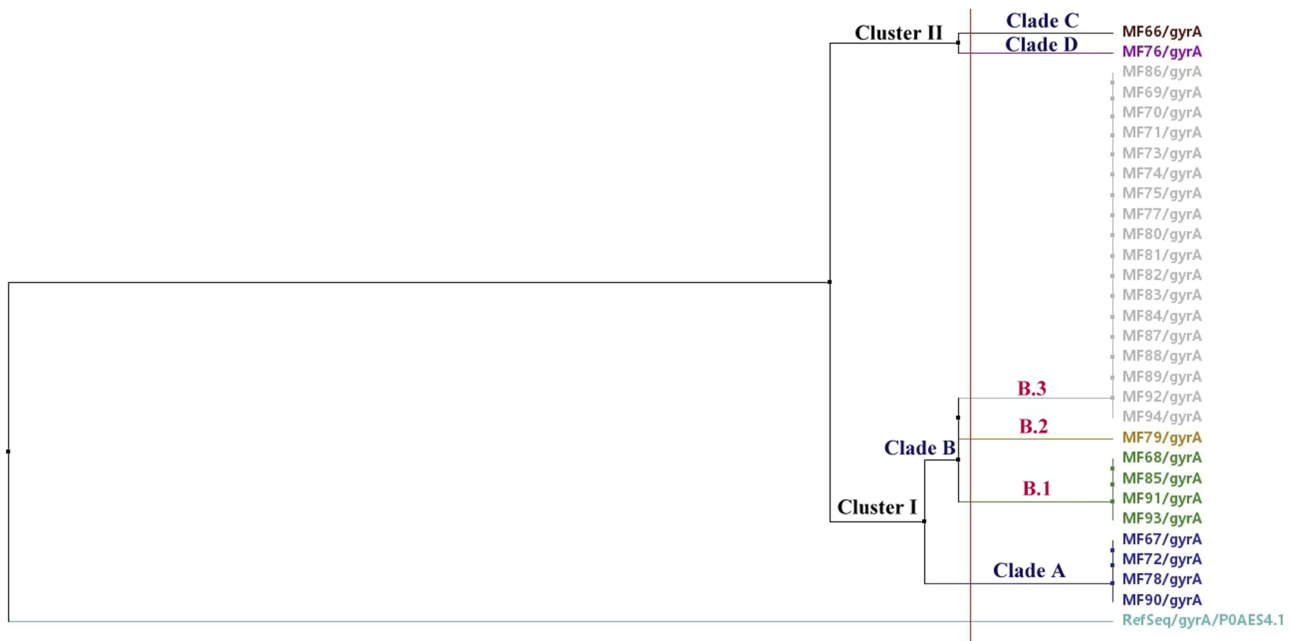 Clade C
Cluster II
MF66/gyrA
Clade D
MF76/gyrA
MF86/gyrA
MF69/gyrA
MF70/gyrA
MF71/gyrA
MF73/gyrA
MF74/gyrA
MF75/gyrA
MF77/gyrA
MF80/gyrA
MF81/gyrA
MF82/gyrA
MF83/gyrA
MF84/gyrA
MF87/gyrA
MF88/gyrA
MF89/gyrA
B.3
MF92/gyrA
MF94/gyrA
B.2
MF79/gyrA
Clade B
MF68/gyrA
MF85/gyrA
B.1
MF91/gyrA
Cluster I
MF93/gyrA
MF67/gyrA
MF72/gyrA
Clade A
MF78/gyrA
MF90/gyrA
RefSeq/gyrA/P0AES4.1